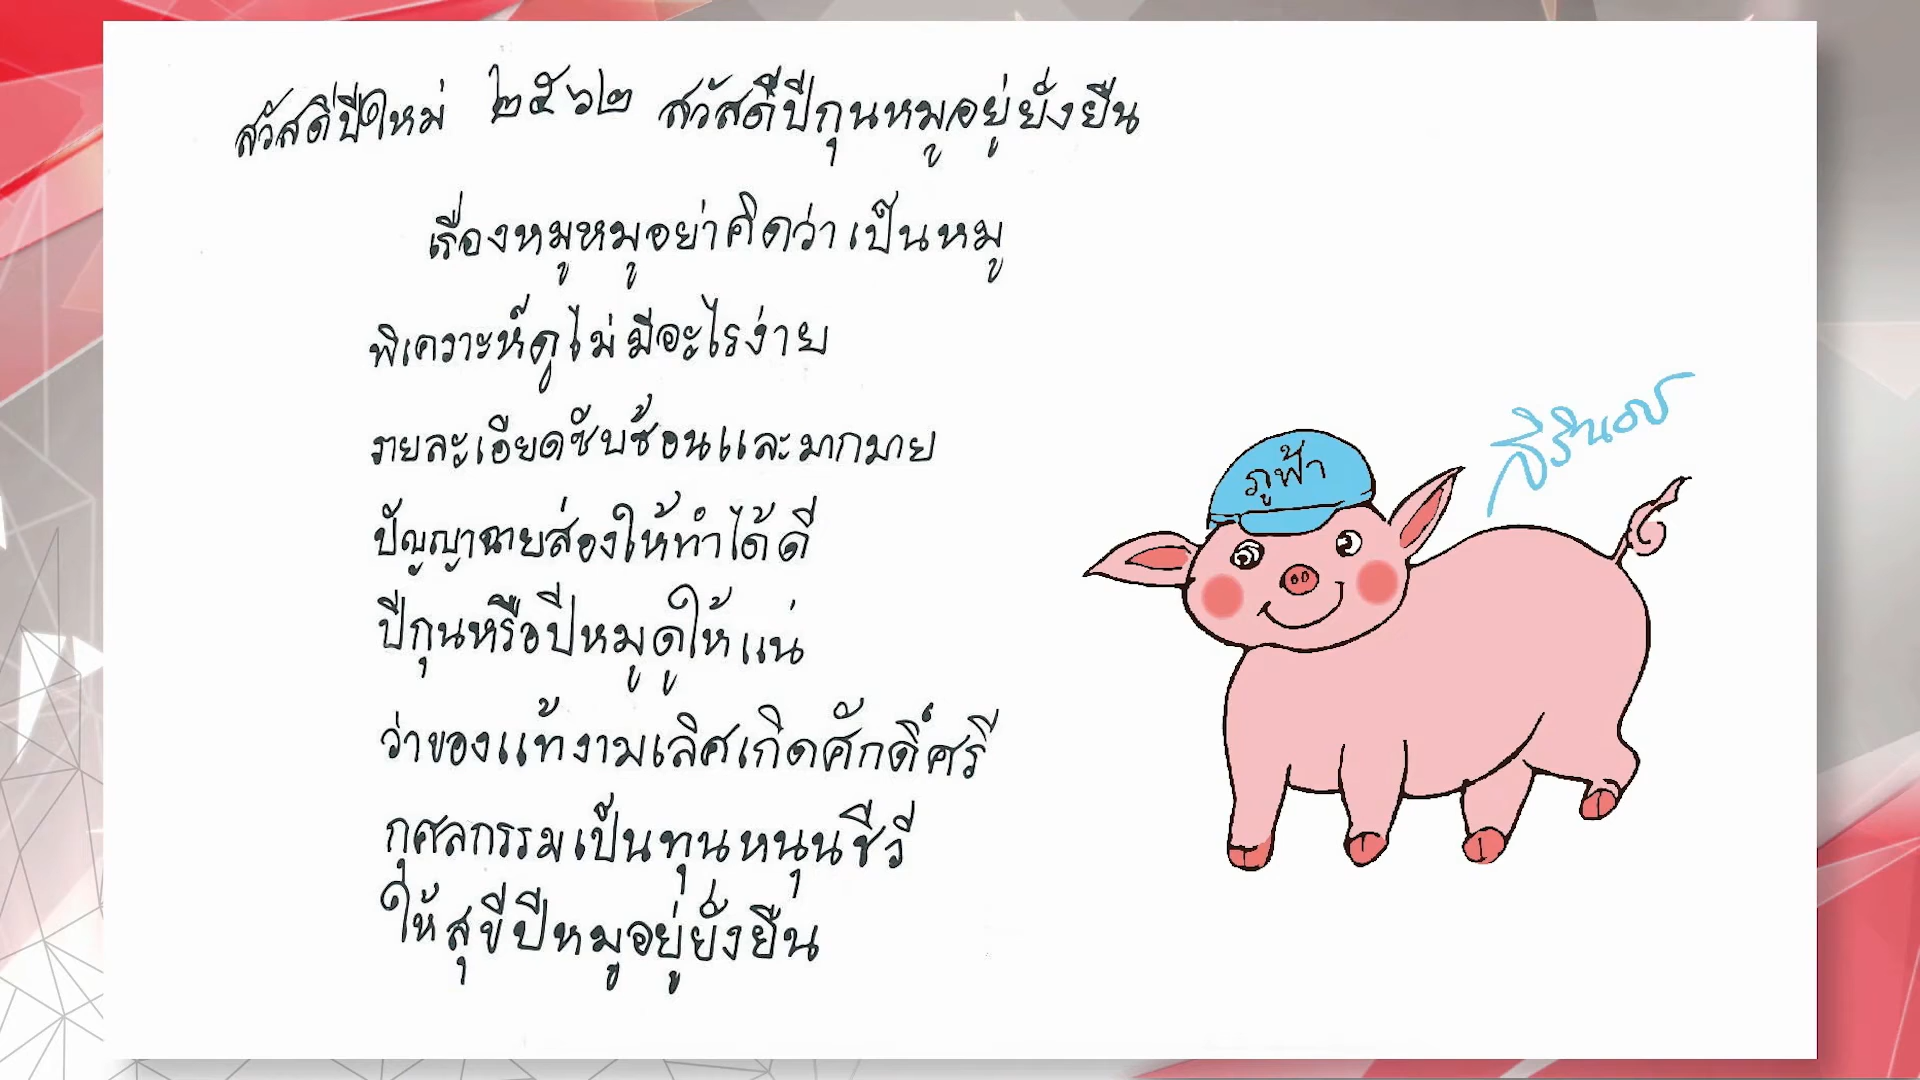 สวัสดีปีใหม่ ๒๕๖๒ สวัสดีปีกุนหมูอยู่ยั่งยืน
เรื่องหมูหมูอย่าคิดว่าเป็นหมู
พิเคราะห์ดูไม่มีอะไรง่าย
รายละเอียดซับซ้อนและมากมาย
ปัญญาฉายส่องให้ทำได้ดี
ปีกุนหรือปีหมูดูให้แน่
ว่าของแท้งามเลิศเกิดศักดิ์ศรี
กุศลกรรมเป็นทุนหนุนชีวี
ให้สุขีปีหมูอยู่ยั่งยืน
ภูฟ้า
สิรินธร